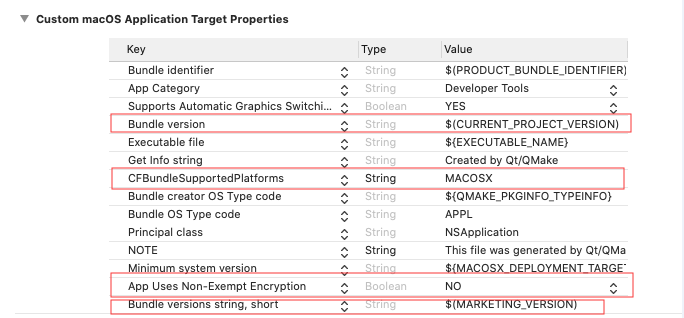 Custom macOS Application Target Properties
Key Type Value
Bundle identifier String $(PRODUCT_BUNDLE_IDENTIFIER)
App Category String Developer Tools
Supports Automatic Graphics Switchi... Boolean YES
Bundle version String $(CURRENT_PROJECT_VERSION)
Executable file String ${EXECUTABLE_NAME}
Get Info string String Created by Qt/QMake
CFBundleSupportedPlatforms String MACOSX
Bundle creator OS Type code String ${QMAKE_PKGINFO_TYPEINFO}
Bundle OS Type code String APPL
Principal class String NSApplication
NOTE String This file was generated by Qt/QMa
Minimum system version String ${MACOSX_DEPLOYMENT_TARGET
App Uses Non-Exempt Encryption Boolean NO
Bundle versions string, short String $(MARKETING_VERSION)